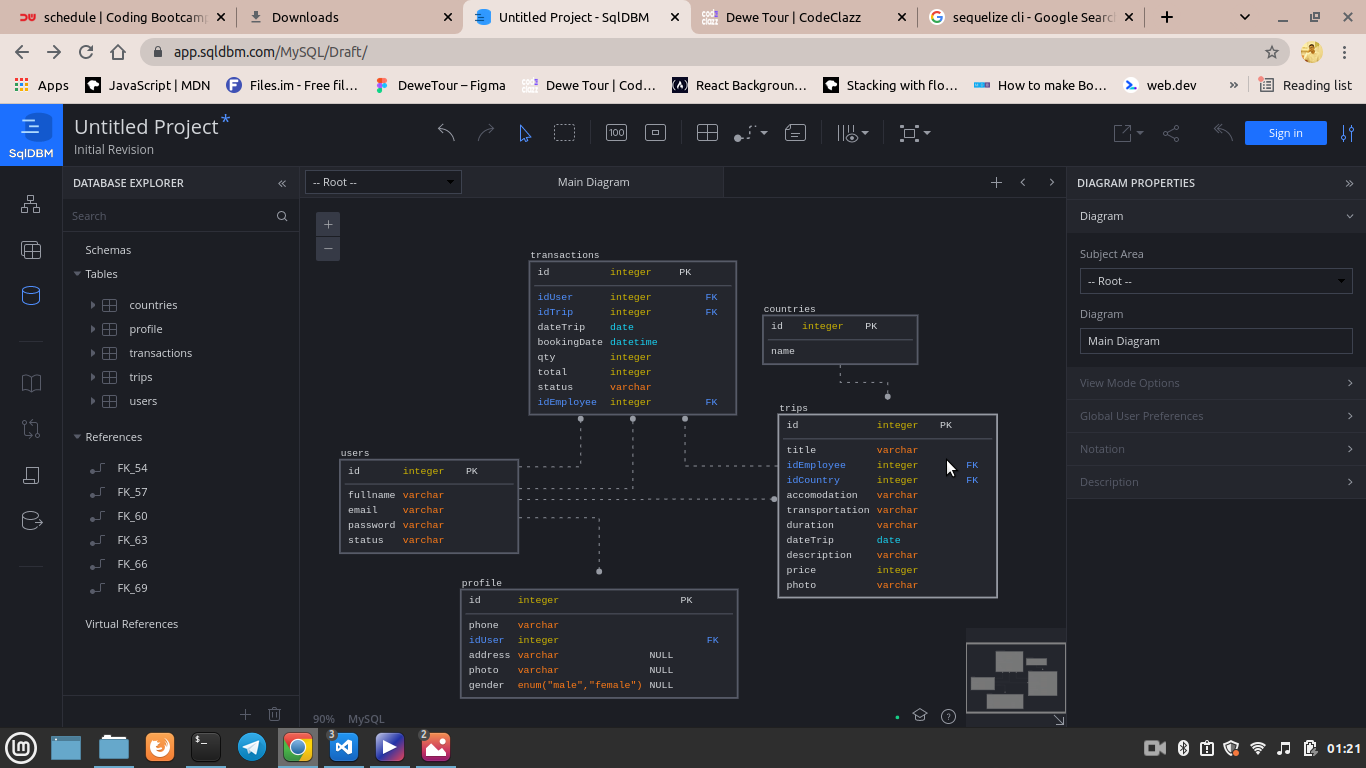 schedule | Coding Bootcamp
Downloads
Untitled Project - SqlDBM
Dewe Tour | CodeClazz
sequelize cli - Google Searc
app.sqldbm.com/MySQL/Draft/
Apps
JavaScript | MDN
Files.im - Free fil…
DeweTour – Figma
Dewe Tour | Cod…
React Backgroun…
Stacking with flo…
How to make Bo…
web.dev
Reading list
SqlDBM
Untitled Project*
Initial Revision
100
Sign in
DATABASE EXPLORER
-- Root --
Main Diagram
DIAGRAM PROPERTIES
Search
Schemas
Tables
countries
profile
transactions
trips
users
References
FK_54
FK_57
FK_60
FK_63
FK_66
FK_69
Virtual References
transactions
id integer PK
idUser integer FK
idTrip integer FK
dateTrip date
bookingDate datetime
qty integer
total integer
status varchar
idEmployee integer FK
countries
id integer PK
name
users
id integer PK
fullname varchar
email varchar
password varchar
status varchar
trips
id integer PK
title varchar
idEmployee integer FK
idCountry integer FK
accomodation varchar
transportation varchar
duration varchar
dateTrip date
description varchar
price integer
photo varchar
profile
id integer PK
phone varchar
idUser integer FK
address varchar NULL
photo varchar NULL
gender enum("male","female") NULL
90% MySQL
Diagram
Subject Area
-- Root --
Diagram
Main Diagram
View Mode Options
Global User Preferences
Notation
Description
3
2
01:21